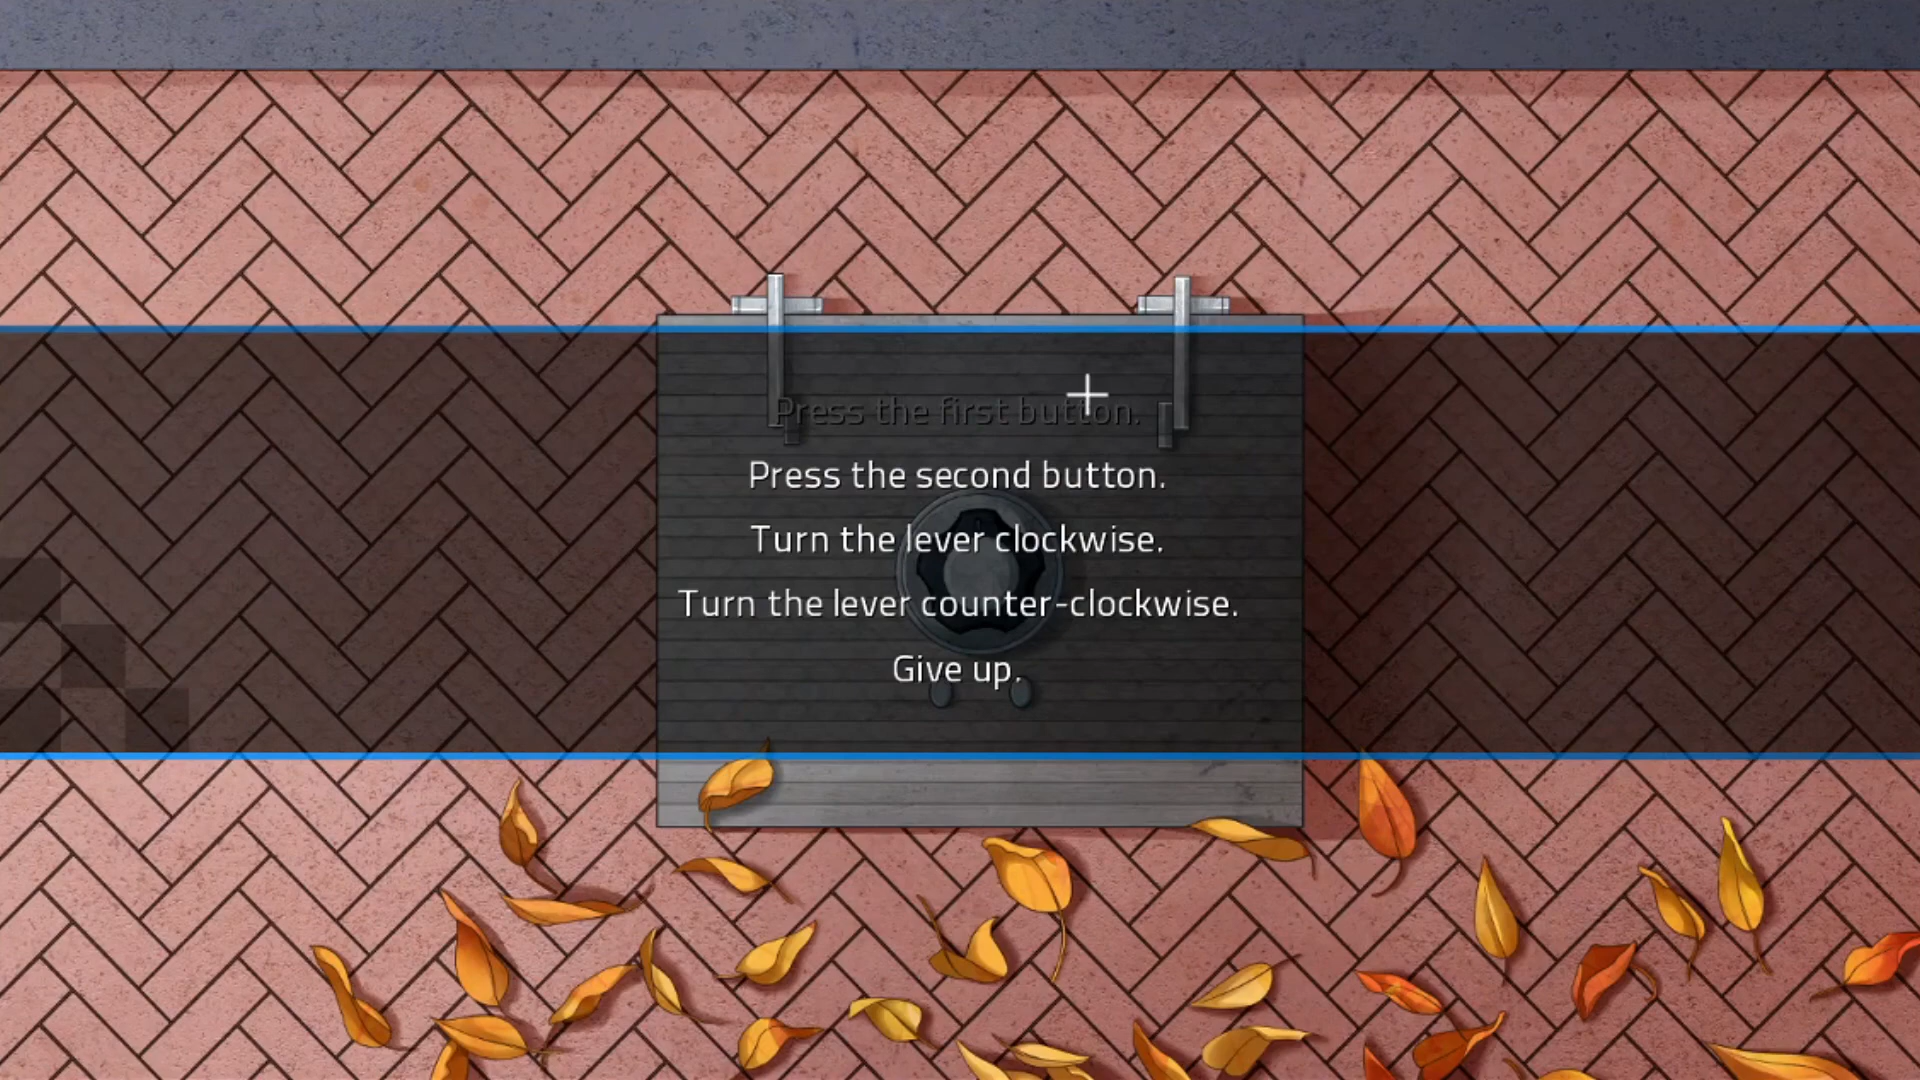 Press the first button.
Press the second button.
Turn the lever clockwise.
Turn the lever counter-clockwise.
Give up.